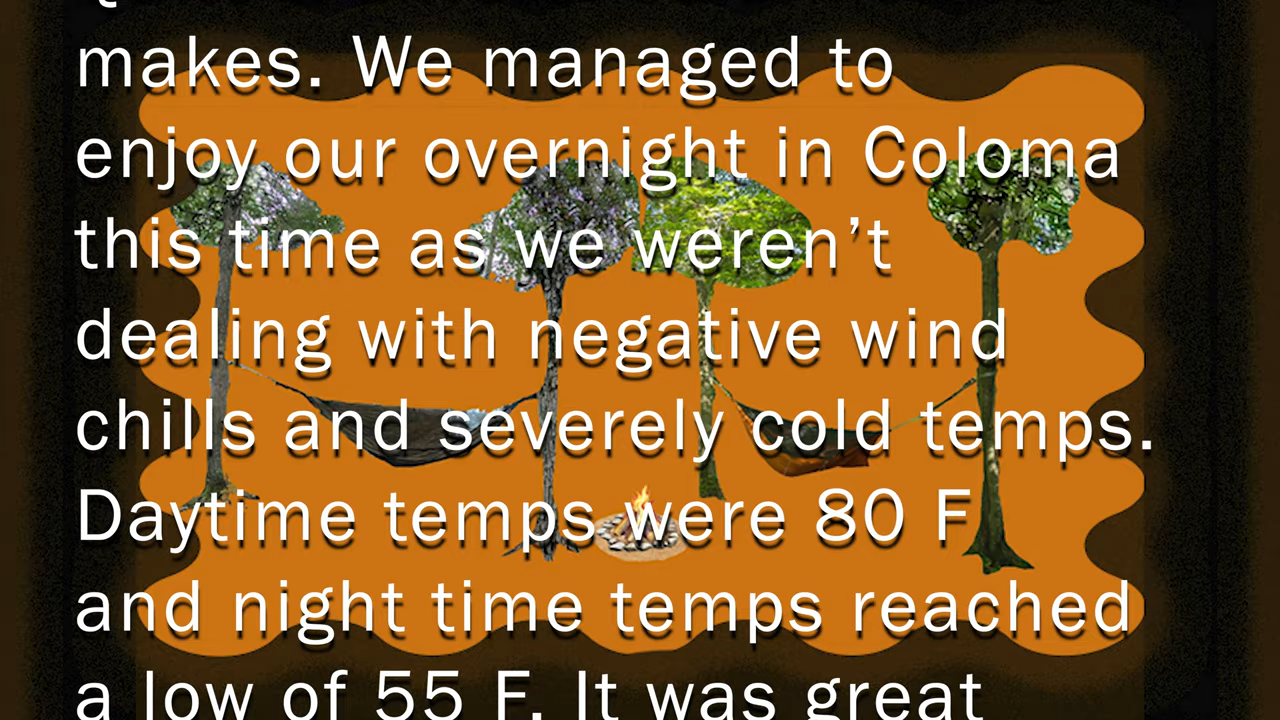 makes. We managed to
enjoy our overnight in Coloma
this time as we weren’t
dealing with negative wind
chills and severely cold temps.
Daytime temps were 80 F
and night time temps reached
a low of 55 F. It was great